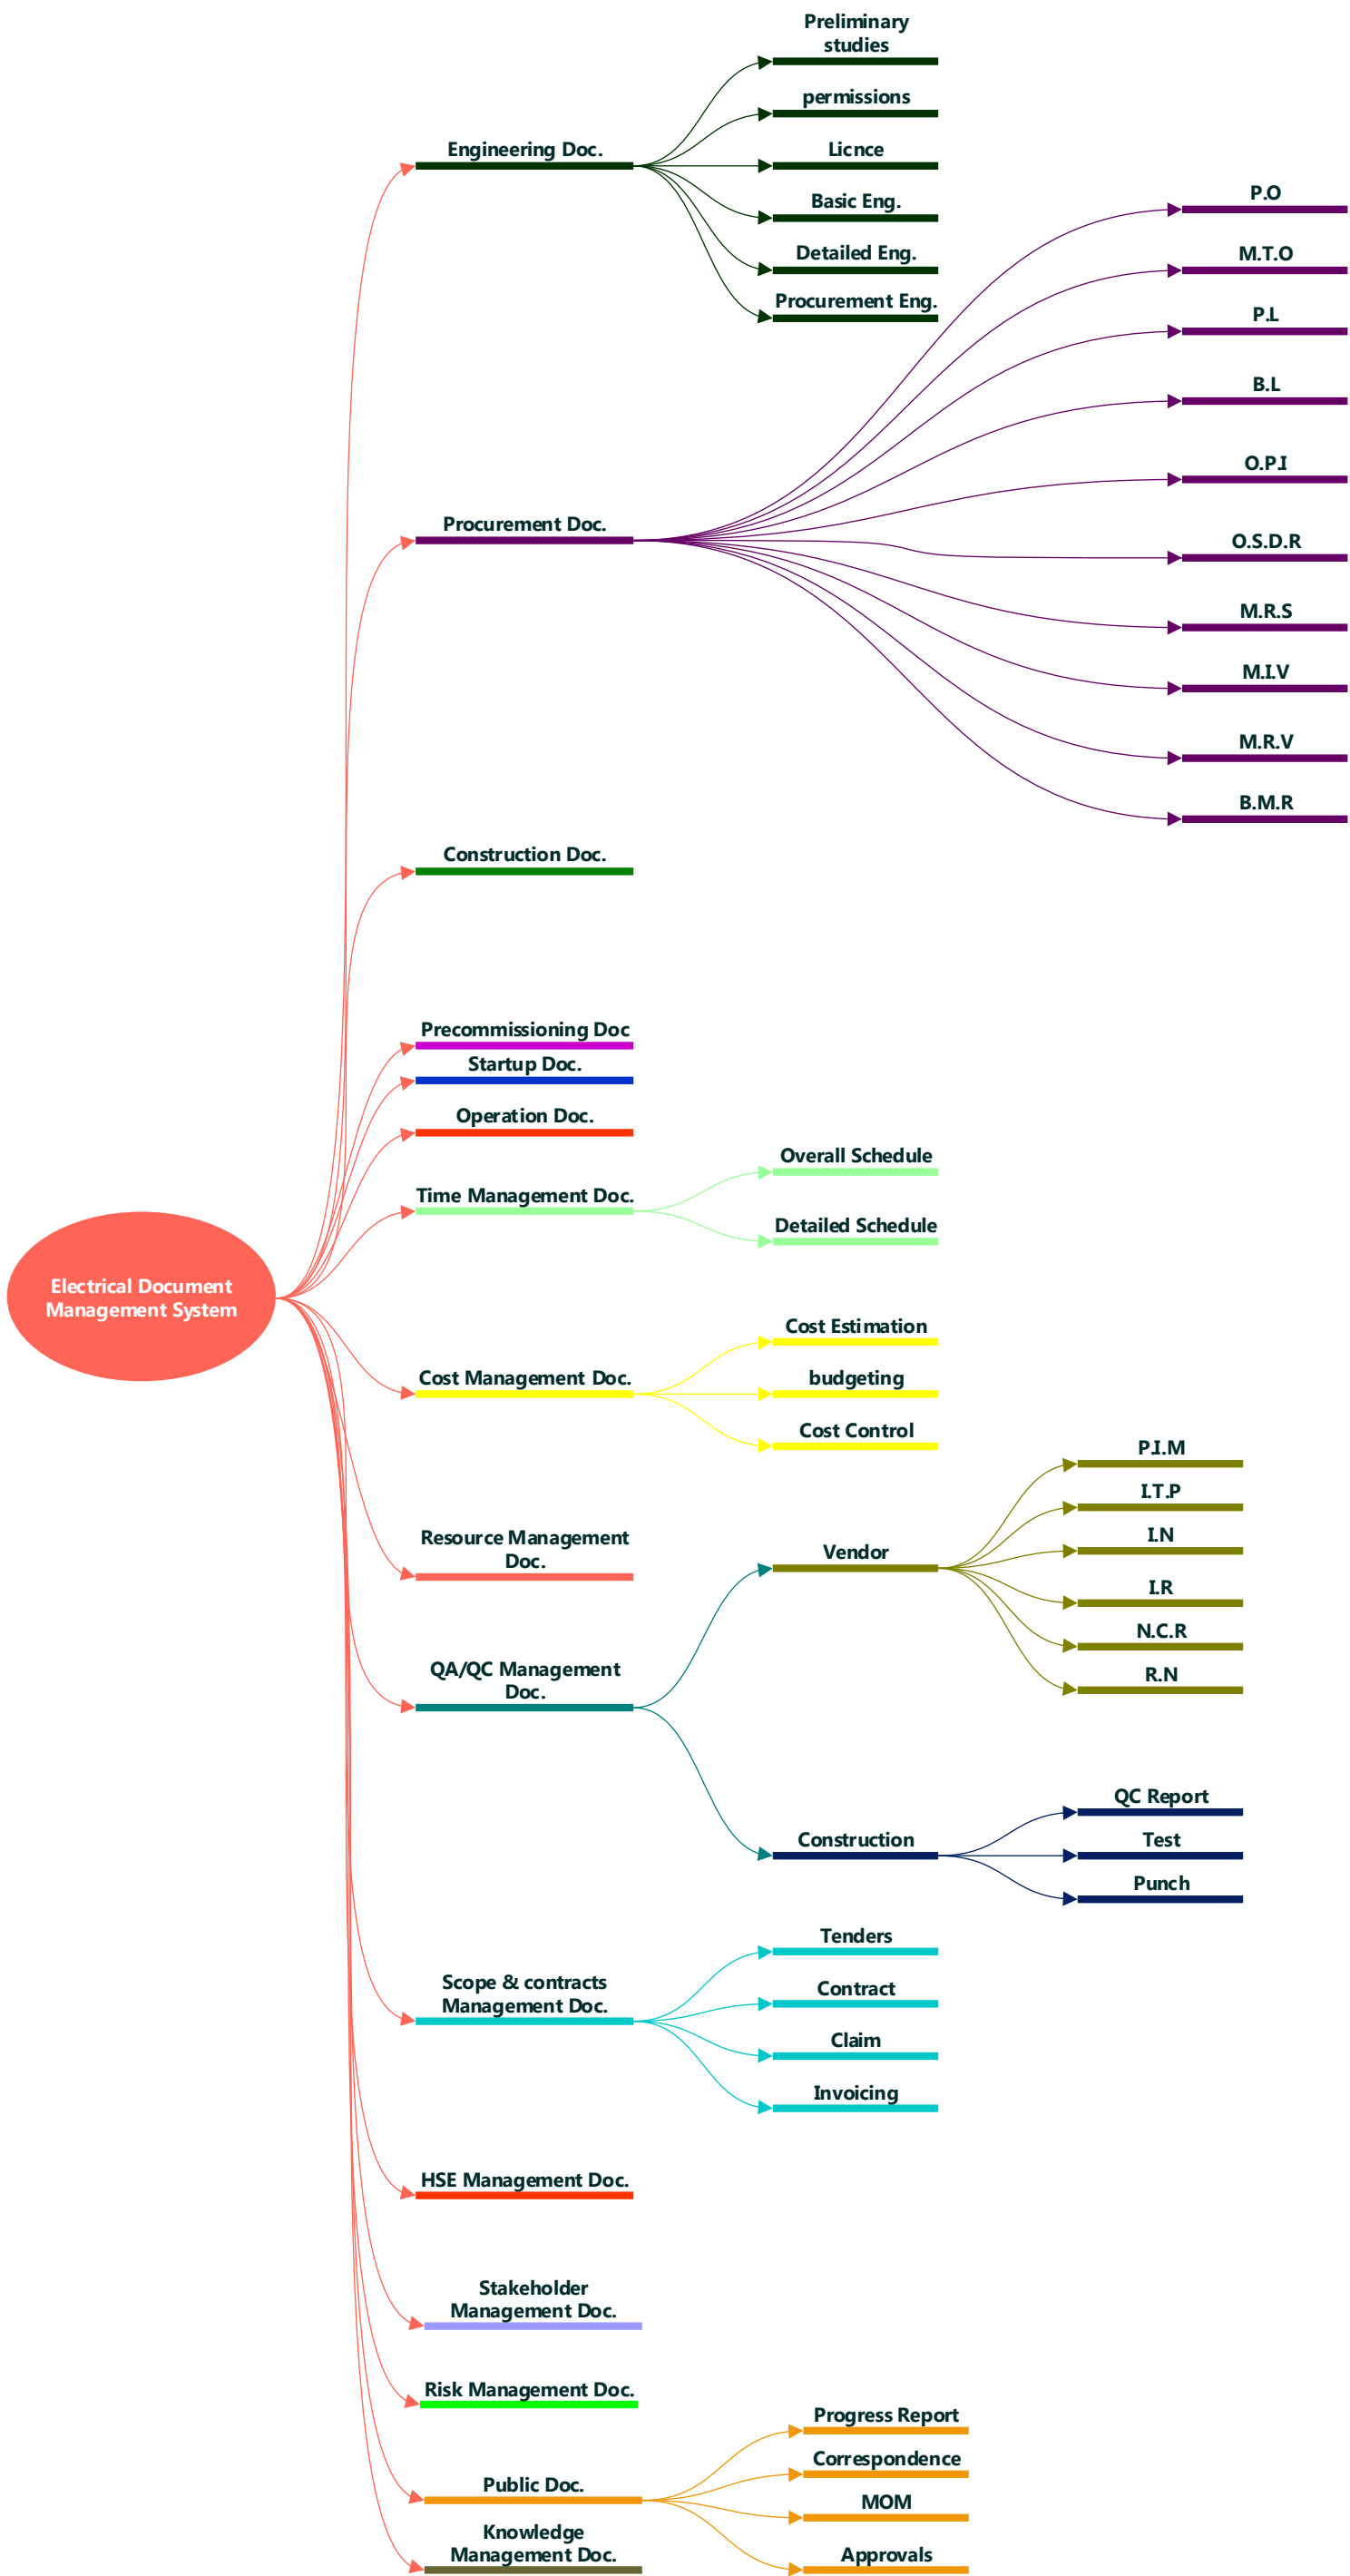 Electrical Document
Management System
Engineering Doc.
Preliminary
studies
permissions
Licnce
Basic Eng.
Detailed Eng.
Procurement Eng.
Procurement Doc.
P.O
M.T.O
P.L
B.L
O.P.I
O.S.D.R
M.R.S
M.I.V
M.R.V
B.M.R
Construction Doc.
Precommissioning Doc
Startup Doc.
Operation Doc.
Time Management Doc.
Overall Schedule
Detailed Schedule
Cost Management Doc.
Cost Estimation
budgeting
Cost Control
Resource Management
Doc.
QA/QC Management
Doc.
Vendor
P.I.M
I.T.P
I.N
I.R
N.C.R
R.N
Construction
QC Report
Test
Punch
Scope & contracts
Management Doc.
Tenders
Contract
Claim
Invoicing
HSE Management Doc.
Stakeholder
Management Doc.
Risk Management Doc.
Public Doc.
Progress Report
Correspondence
MOM
Approvals
Knowledge
Management Doc.